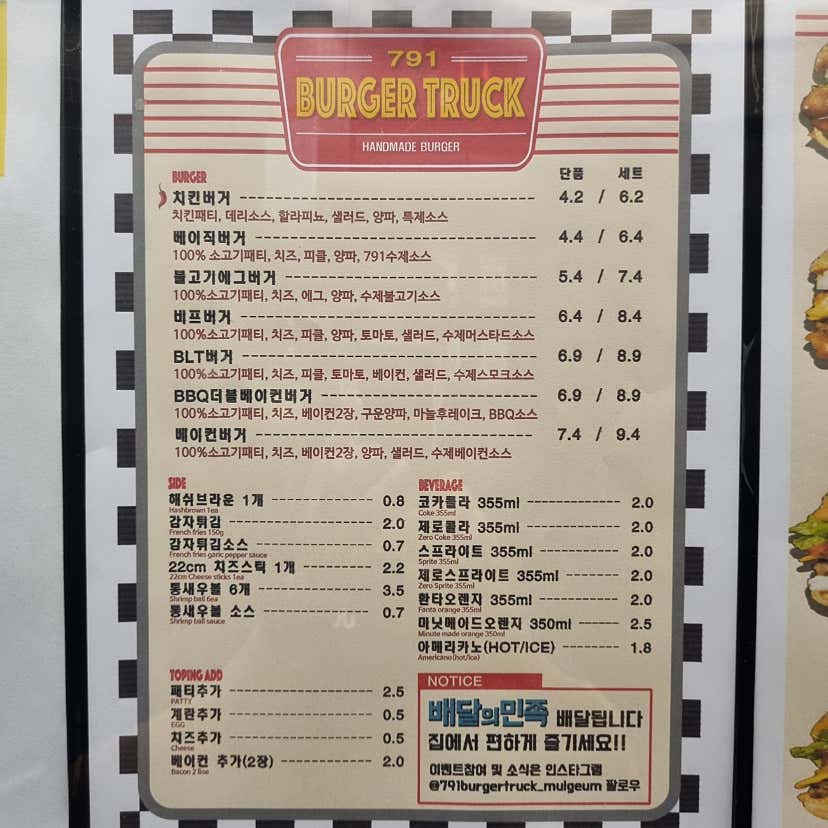 791
BURGER TRUCK
HANDMADE BURGER
BURGER 단품 세트
치킨버거 4.2 / 6.2
치킨패티, 데리소스, 할라피뇨, 샐러드, 양파, 특제소스
베이직버거 4.4 / 6.4
100% 소고기패티, 치즈, 피클, 양파, 791수제소스
불고기에그버거 5.4 / 7.4
100%소고기패티, 치즈, 에그, 양파, 수제불고기소스
비프버거 6.4 / 8.4
100%소고기패티, 치즈, 피클, 양파, 토마토, 샐러드, 수제머스타드소스
BLT버거 6.9 / 8.9
100%소고기패티, 치즈, 피클, 토마토, 베이컨, 샐러드, 수제스모크소스
BBQ더블베이컨버거 6.9 / 8.9
100%소고기패티, 치즈, 베이컨2장, 구운양파, 마늘후레이크, BBQ소스
베이컨버거 7.4 / 9.4
100%소고기패티, 치즈, 베이컨2장, 양파, 샐러드, 수제베이컨소스
SIDE
해쉬브라운 1개 0.8
Hashbrown 1ea
감자튀김 2.0
French fries 150g
감자튀김소스 0.7
French fries garic pepper sauce
22cm 치즈스틱 1개 2.2
22cm Cheese sticks 1ea
통새우볼 6개 3.5
Shrimp ball 6ea
통새우볼 소스 0.7
Shrimp ball sauce
BEVERAGE
코카콜라 355ml 2.0
Coke 355ml
제로콜라 355ml 2.0
Zero Coke 355ml
스프라이트 355ml 2.0
Sprite 355ml
제로스프라이트 355ml 2.0
Zero Sprite 355ml
환타오렌지 355ml 2.0
Fanta orange 355ml
미닛메이드오렌지 350ml 2.5
Minute made orange 350ml
아메리카노(HOT/ICE) 1.8
Americano(hot/ice)
TOPING ADD
패티추가 2.5
PATTY
계란추가 0.5
EGG
치즈추가 0.5
Cheese
베이컨 추가(2장) 2.0
Bacon 2 slise
NOTICE
배달의민족 배달됩니다
집에서 편하게 즐기세요!!
이벤트참여 및 소식은 인스타그램
@791burgertruck_mulgeum 팔로우